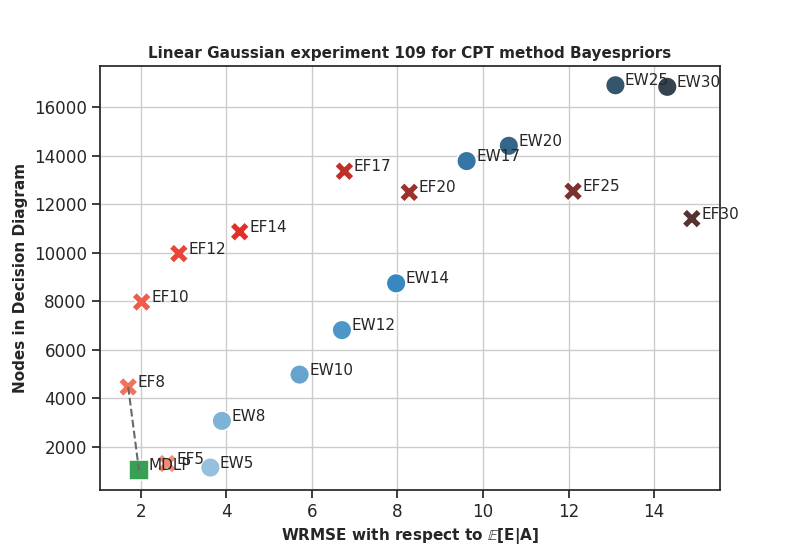 Linear Gaussian experiment 109 for CPT method Bayespriors
16000
14000
12000
10000
8000
6000
4000
2000
Nodes in Decision Diagram
EW25
EW30
EW20
EW17
EF17
EF20
EF25
EF30
EF14
EF12
EF10
EW14
EW12
EW10
EF8
EW8
EF5
MDLP
EW5
2 4 6 8 10 12 14
WRMSE with respect to 𝔼[E|A]